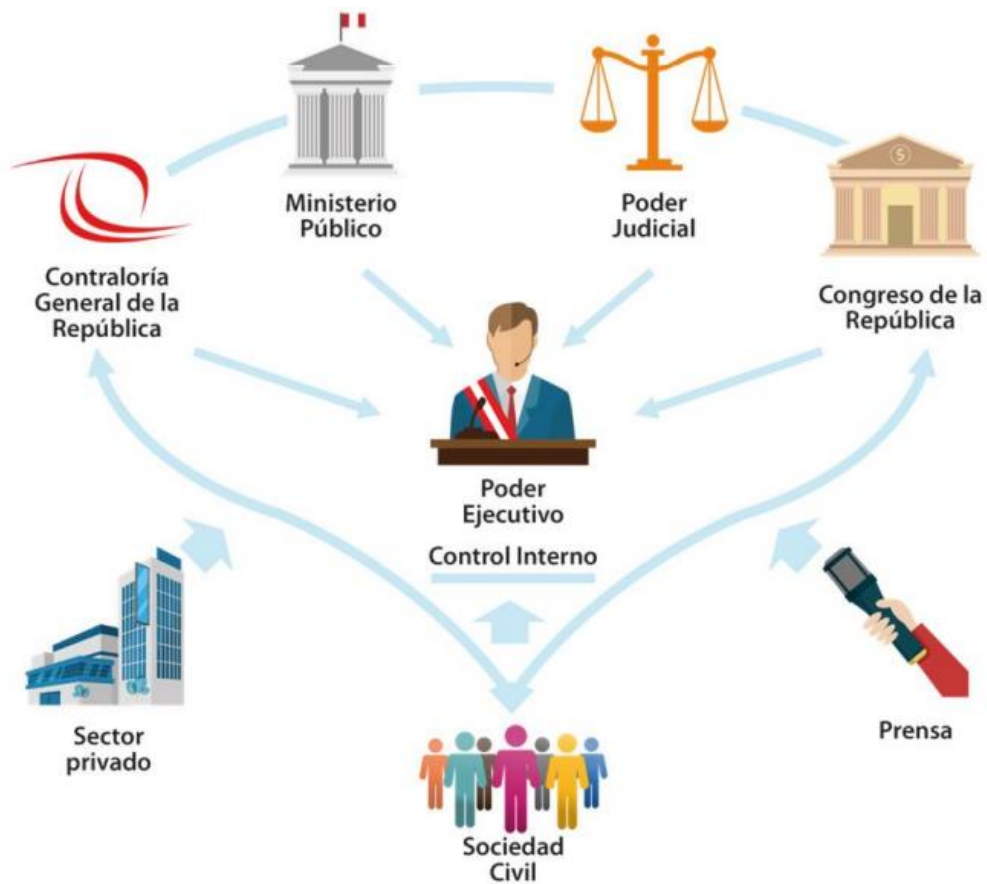 Ministerio
Público
Poder
Judicial
Contraloría
General de la
República
Congreso de la
República
Poder
Ejecutivo
Control Interno
Sector
privado
Prensa
Sociedad
Civil